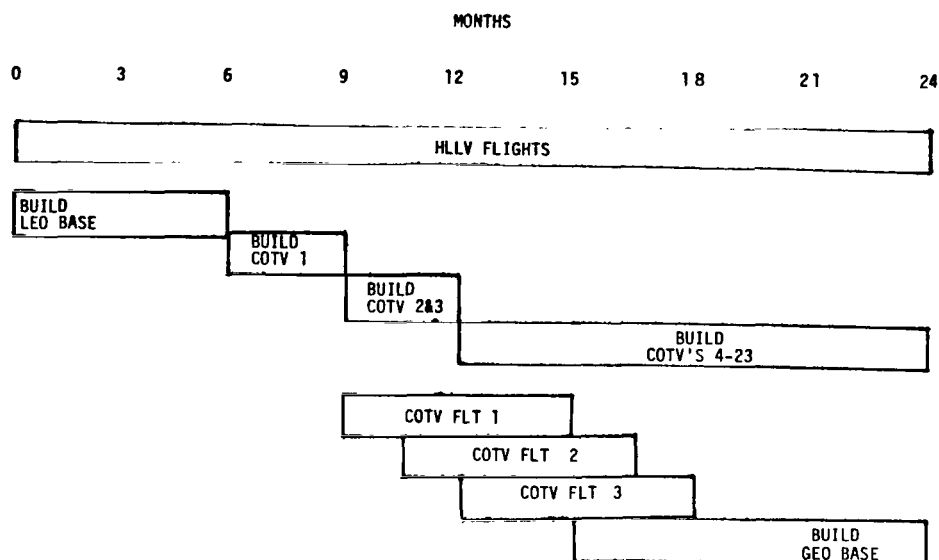 MONTHS
0 3 6 9 12 15 18 21 24
HLLV FLIGHTS
BUILD
LEO BASE
BUILD
COTV 1
BUILD
COTV 2&3
BUILD
COTV'S 4-23
COTV FLT 1
COTV FLT 2
COTV FLT 3
BUILD
GEO BASE